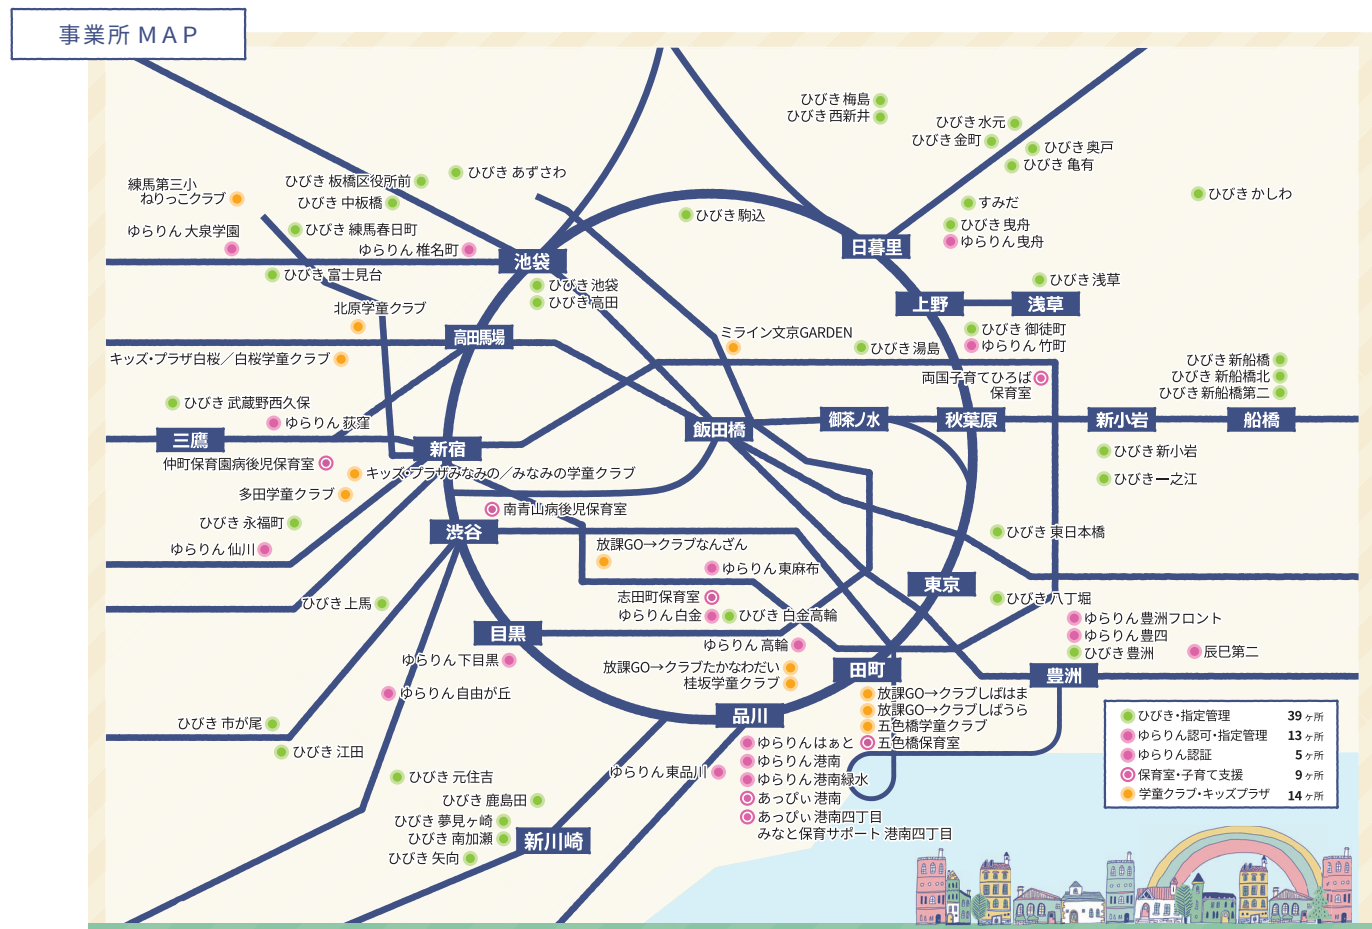 事業所 MAP
ひびき 梅島
ひびき 西新井
ひびき 水元
ひびき 金町
ひびき 奥戸
ひびき 亀有
ひびき あずさわ
ひびき 板橋区役所前
ひびき 中板橋
練馬第三小
ねりっこクラブ
ゆらりん 大泉学園
ひびき 練馬春日町
ゆらりん 椎名町
ひびき 富士見台
ひびき 駒込
すみだ
ひびき 曳舟
ゆらりん 曳舟
ひびき かしわ
日暮里
池袋
ひびき 池袋
ひびき 高田
ひびき 浅草
上野
浅草
北原学童クラブ
高田馬場
キッズ・プラザ白桜／白桜学童クラブ
ミライン文京GARDEN
ひびき 湯島
ひびき 御徒町
ゆらりん 竹町
両国子育てひろば
保育室
ひびき 新船橋
ひびき 新船橋北
ひびき 新船橋第二
ひびき 武蔵野西久保
ゆらりん 荻窪
三鷹
新宿
飯田橋
御茶ノ水
秋葉原
新小岩
船橋
仲町保育園病後児保育室
キッズ・プラザみなみの／みなみの学童クラブ
多田学童クラブ
ひびき 新小岩
ひびき 一之江
ひびき 永福町
南青山病後児保育室
ゆらりん 仙川
渋谷
放課GO→クラブなんざん
ゆらりん 東麻布
ひびき 東日本橋
東京
ひびき 上馬
志田町保育室
ゆらりん 白金
ひびき 白金高輪
ひびき 八丁堀
目黒
ゆらりん 高輪
ゆらりん 豊洲フロント
ゆらりん 豊四
ひびき 豊洲
辰巳第二
ゆらりん 下目黒
放課GO→クラブたかなわだい
桂坂学童クラブ
田町
豊洲
ゆらりん 自由が丘
放課GO→クラブしばはま
放課GO→クラブしばうら
五色橋学童クラブ
五色橋保育室
品川
ひびき 市が尾
ひびき 江田
ゆらりん はぁと
ゆらりん 港南
ゆらりん 港南緑水
あっぴぃ 港南
あっぴぃ 港南四丁目
みなと保育サポート 港南四丁目
ゆらりん 東品川
ひびき 元住吉
ひびき 鹿島田
ひびき 夢見ヶ崎
ひびき 南加瀬
ひびき 矢向
新川崎
ひびき・指定管理 39 ヶ所
ゆらりん認可・指定管理 13 ヶ所
ゆらりん認証 5 ヶ所
保育室・子育て支援 9 ヶ所
学童クラブ・キッズプラザ 14 ヶ所